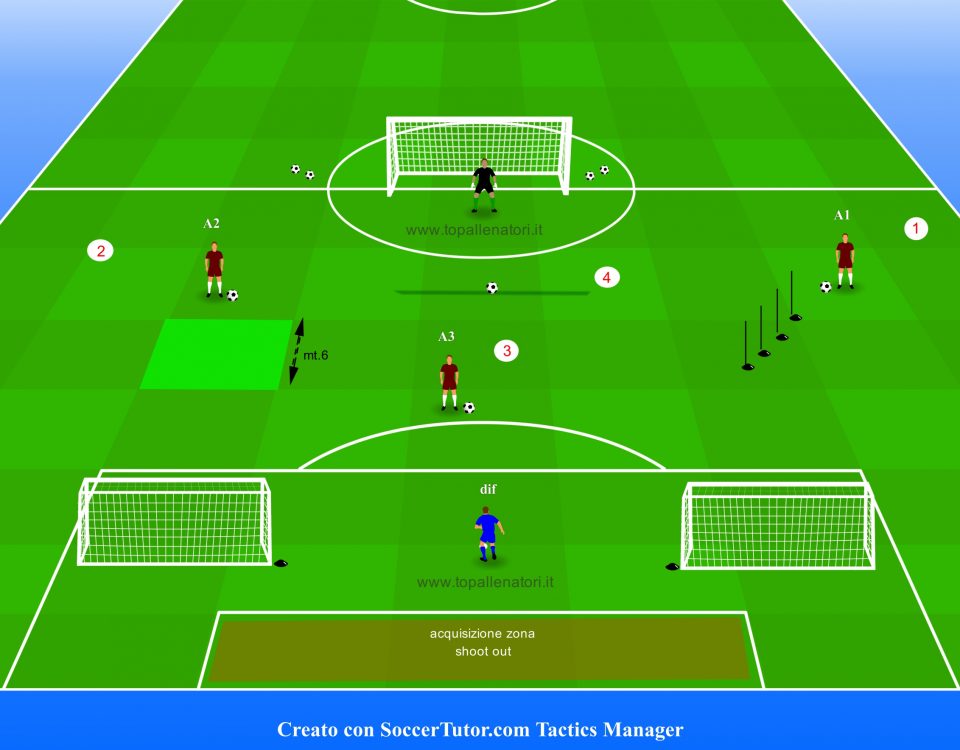 A2
A1
1
www.topallenatori.it
2
4
A3
3
mt.6
dif
www.topallenatori.it
acquisizione zona
shoot out
Creato con SoccerTutor.com Tactics Manager